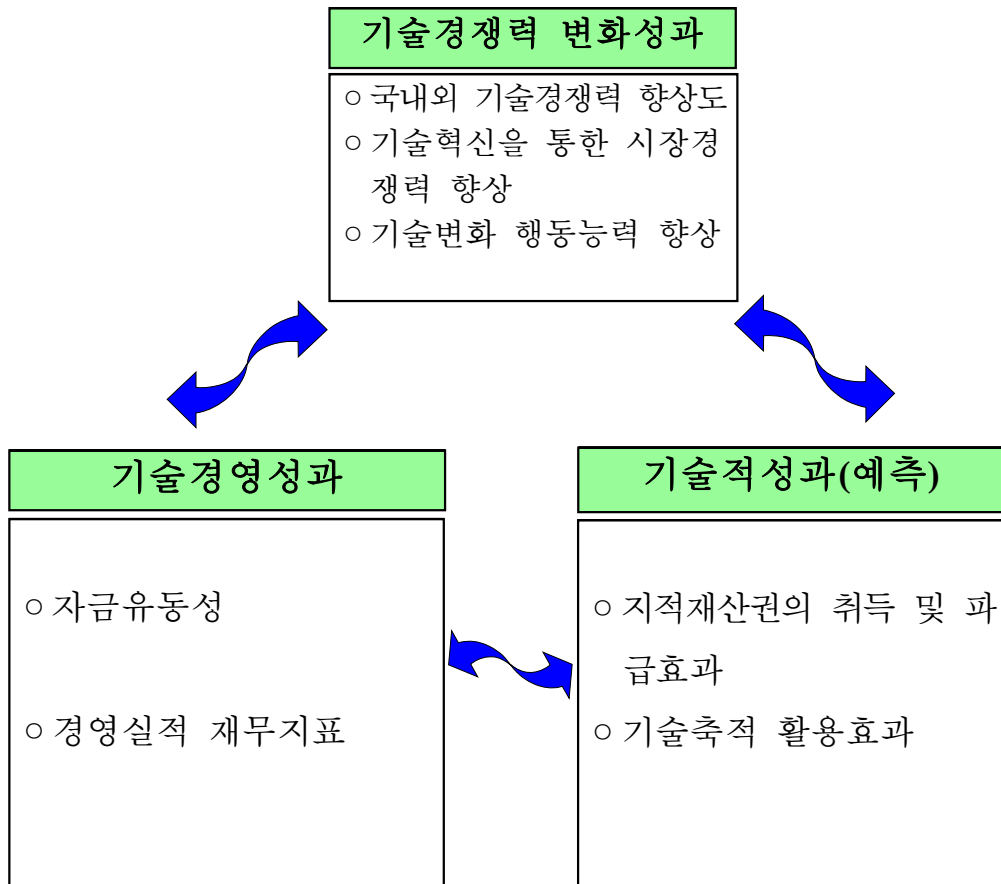 기술경쟁력 변화성과
○ 국내외 기술경쟁력 향상도
○ 기술혁신을 통한 시장경
쟁력 향상
○ 기술변화 행동능력 향상
기술경영성과
○ 자금유동성
○ 경영실적 재무지표
기술적성과(예측)
○ 지적재산권의 취득 및 파
급효과
○ 기술축적 활용효과